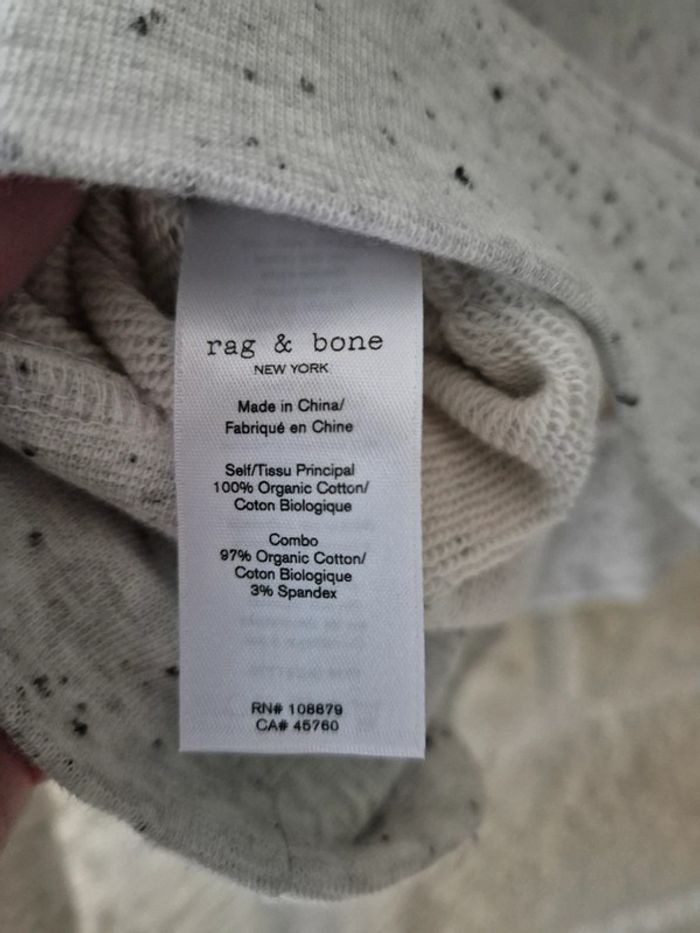 rag & bone
NEW YORK
Made in China/
Fabriqué en Chine
Self/Tissu Principal
100% Organic Cotton/
Coton Biologique
Combo
97% Organic Cotton/
Coton Biologique
3% Spandex
RN# 108879
CA# 45760